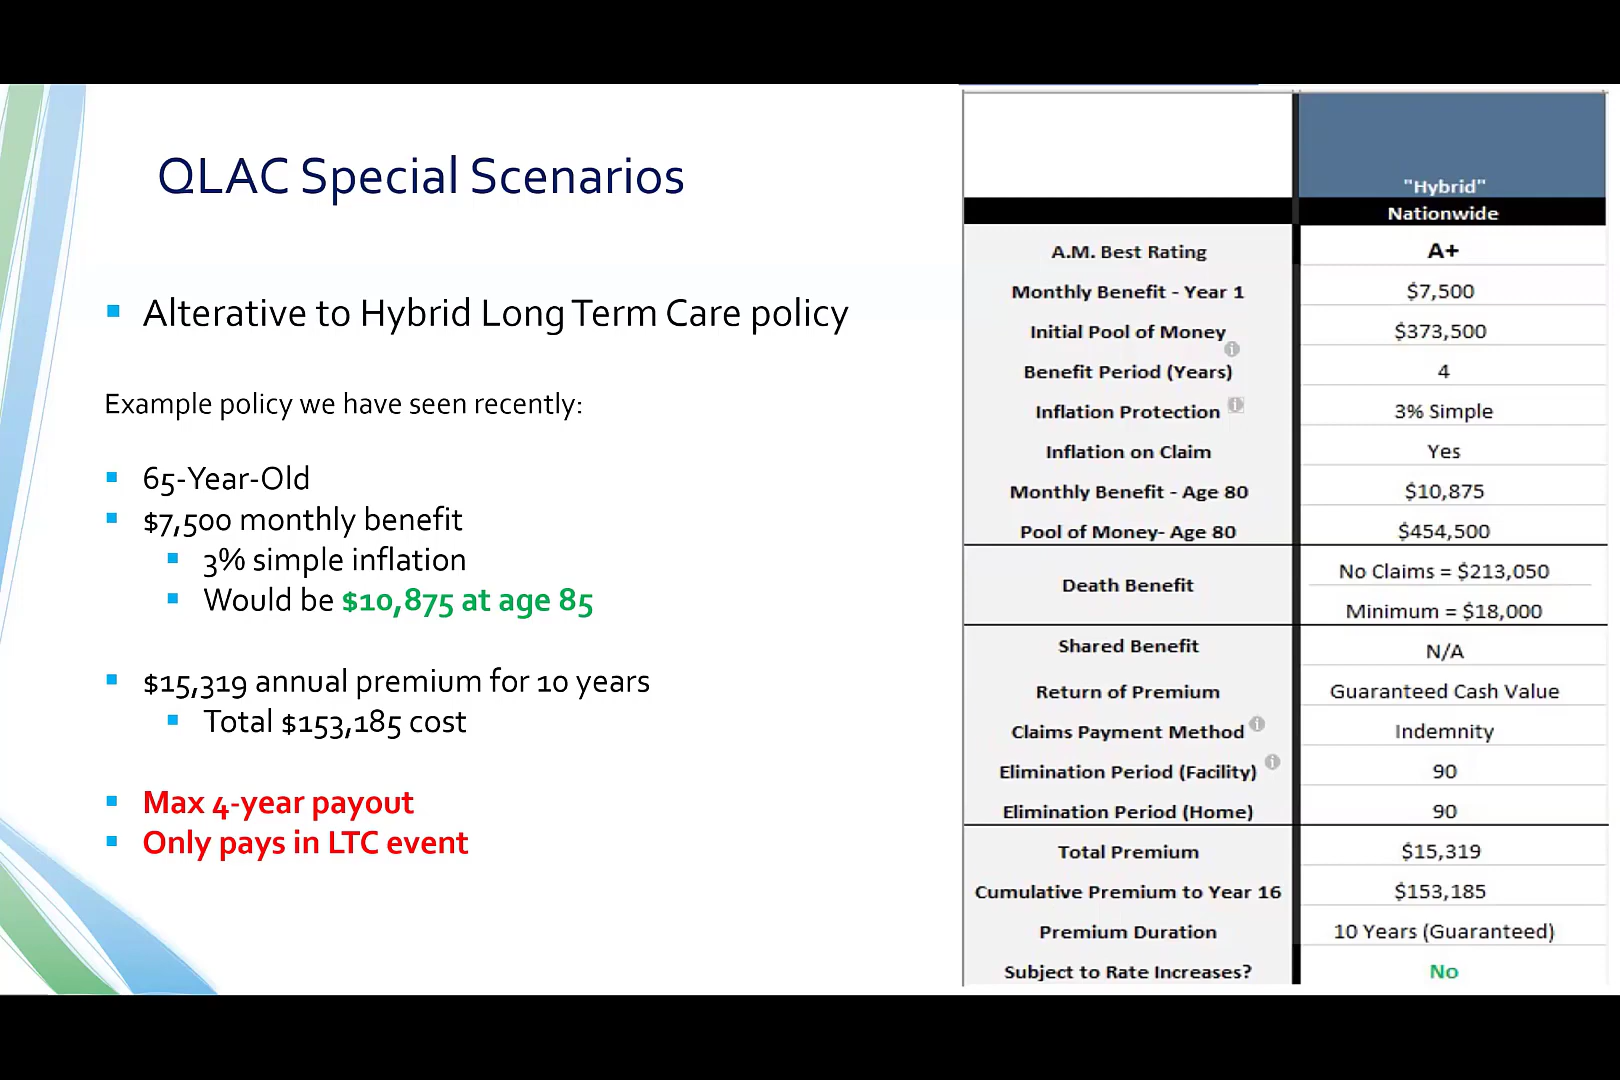 QLAC Special Scenarios
Alterative to Hybrid Long Term Care policy
Example policy we have seen recently:
65-Year-Old
$7,500 monthly benefit
3% simple inflation
Would be $10,875 at age 85
$15,319 annual premium for 10 years
Total $153,185 cost
Max 4-year payout
Only pays in LTC event
"Hybrid"
Nationwide
A.M. Best Rating A+
Monthly Benefit - Year 1 $7,500
Initial Pool of Money $373,500
Benefit Period (Years) 4
Inflation Protection 3% Simple
Inflation on Claim Yes
Monthly Benefit - Age 80 $10,875
Pool of Money- Age 80 $454,500
Death Benefit No Claims = $213,050
Minimum = $18,000
Shared Benefit N/A
Return of Premium Guaranteed Cash Value
Claims Payment Method Indemnity
Elimination Period (Facility) 90
Elimination Period (Home) 90
Total Premium $15,319
Cumulative Premium to Year 16 $153,185
Premium Duration 10 Years (Guaranteed)
Subject to Rate Increases? No